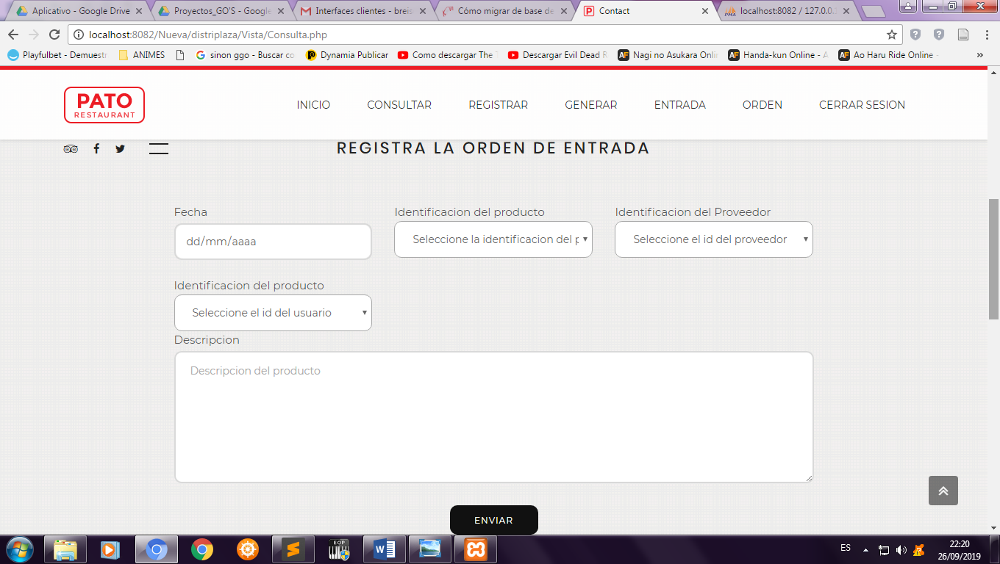 Aplicativo - Google Drive
Proyectos_GO'S - Google
Interfaces clientes - breis
Cómo migrar de base de
Contact
localhost:8082 / 127.0.0.
localhost:8082/Nueva/distriplaza/Vista/Consulta.php
Playfulbet - Demuestr
ANIMES
sinon ggo - Buscar co
Dynamia Publicar
Como descargar The
Descargar Evil Dead R
Nagi no Asukara Onli
Handa-kun Online - A
Ao Haru Ride Online -
PATO
RESTAURANT
INICIO
CONSULTAR
REGISTRAR
GENERAR
ENTRADA
ORDEN
CERRAR SESION
REGISTRA LA ORDEN DE ENTRADA
Fecha
Identificacion del producto
Identificacion del Proveedor
dd/mm/aaaa
Seleccione la identificacion del p
Seleccione el id del proveedor
Identificacion del producto
Seleccione el id del usuario
Descripcion
Descripcion del producto
ENVIAR
EOP
ES
22:20
26/09/2019